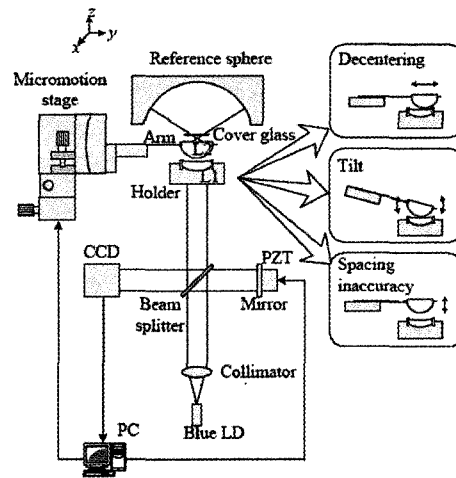 z
x
y
Reference sphere
Micromotion
stage
Arm
Cover glass
Holder
Decentering
Tilt
Spacing
inaccuracy
CCD
PZT
Beam
splitter
Mirror
Collimator
PC
Blue LD